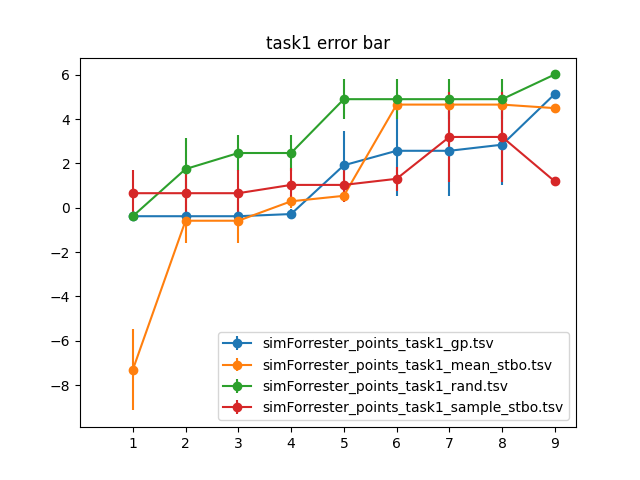 task1 error bar
6
4
2
0
−2
−4
−6
−8
simForrester_points_task1_gp.tsv
simForrester_points_task1_mean_stbo.tsv
simForrester_points_task1_rand.tsv
simForrester_points_task1_sample_stbo.tsv
1 2 3 4 5 6 7 8 9